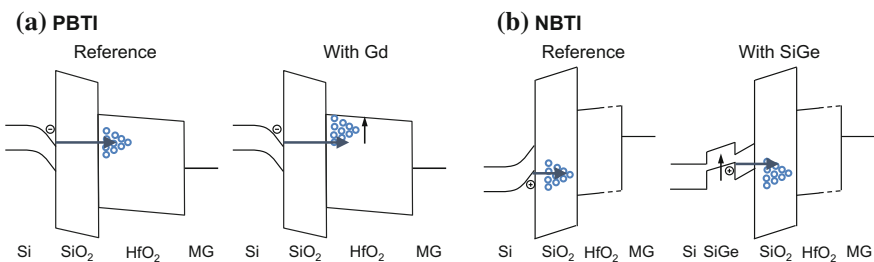 (a) PBTI
Reference
With Gd
⊖
⊖
Si SiO₂ HfO₂ MG
Si SiO₂ HfO₂ MG
(b) NBTI
Reference
With SiGe
⊕
⊕
Si SiO₂ HfO₂ MG
Si SiGe SiO₂ HfO₂ MG